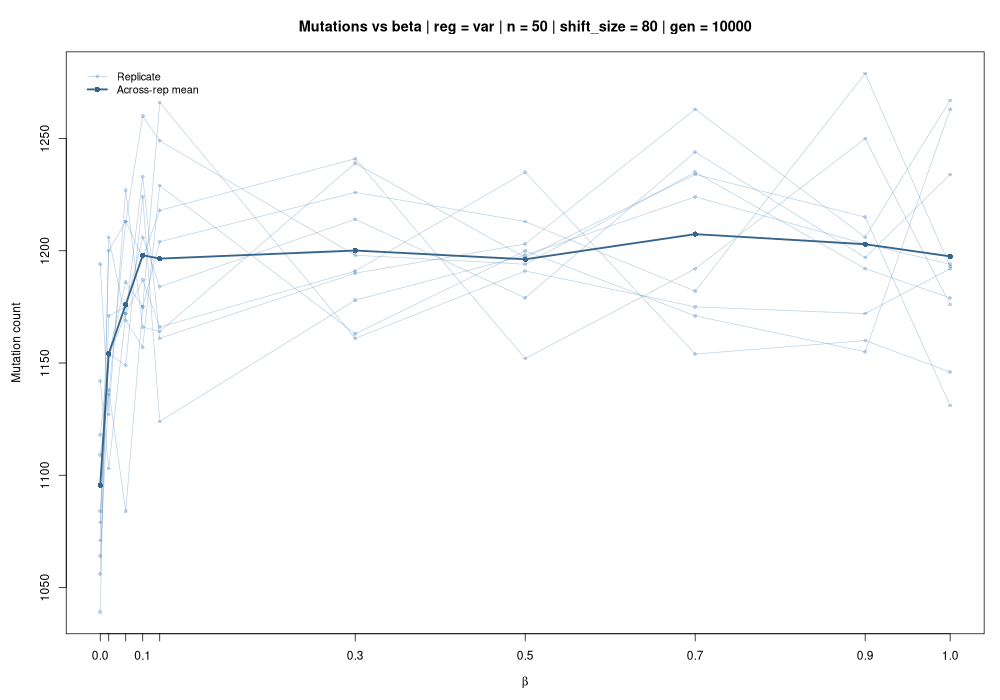 Mutations vs beta | reg = var | n = 50 | shift_size = 80 | gen = 10000
Replicate
Across-rep mean
Mutation count
1250
1200
1150
1100
1050
0.0 0.1 0.3 0.5 0.7 0.9 1.0
β